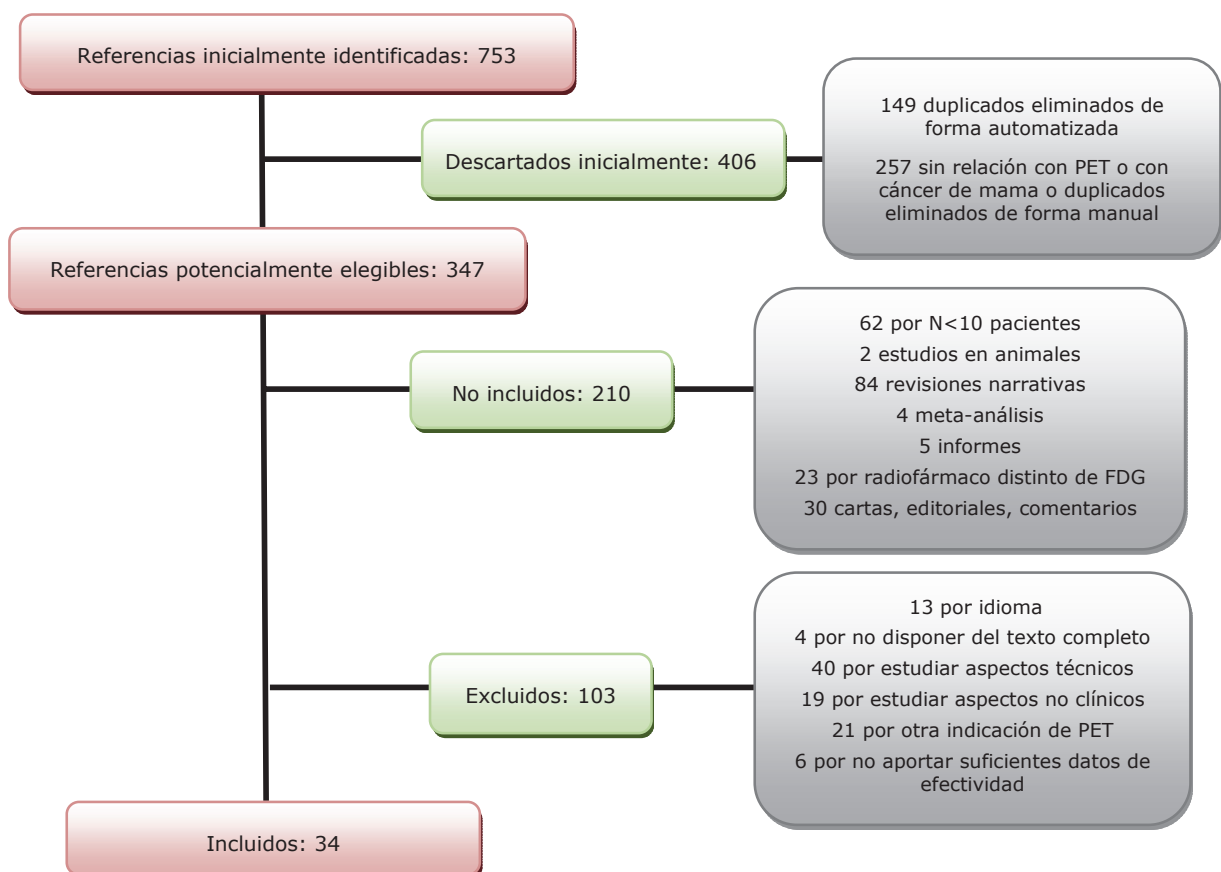 Referencias inicialmente identificadas: 753
149 duplicados eliminados de
forma automatizada
257 sin relación con PET o con
cáncer de mama o duplicados
eliminados de forma manual
Descartados inicialmente: 406
Referencias potencialmente elegibles: 347
62 por N<10 pacientes
2 estudios en animales
84 revisiones narrativas
4 meta-análisis
5 informes
23 por radiofármaco distinto de FDG
30 cartas, editoriales, comentarios
No incluidos: 210
13 por idioma
4 por no disponer del texto completo
40 por estudiar aspectos técnicos
19 por estudiar aspectos no clínicos
21 por otra indicación de PET
6 por no aportar suficientes datos de
efectividad
Excluidos: 103
Incluidos: 34